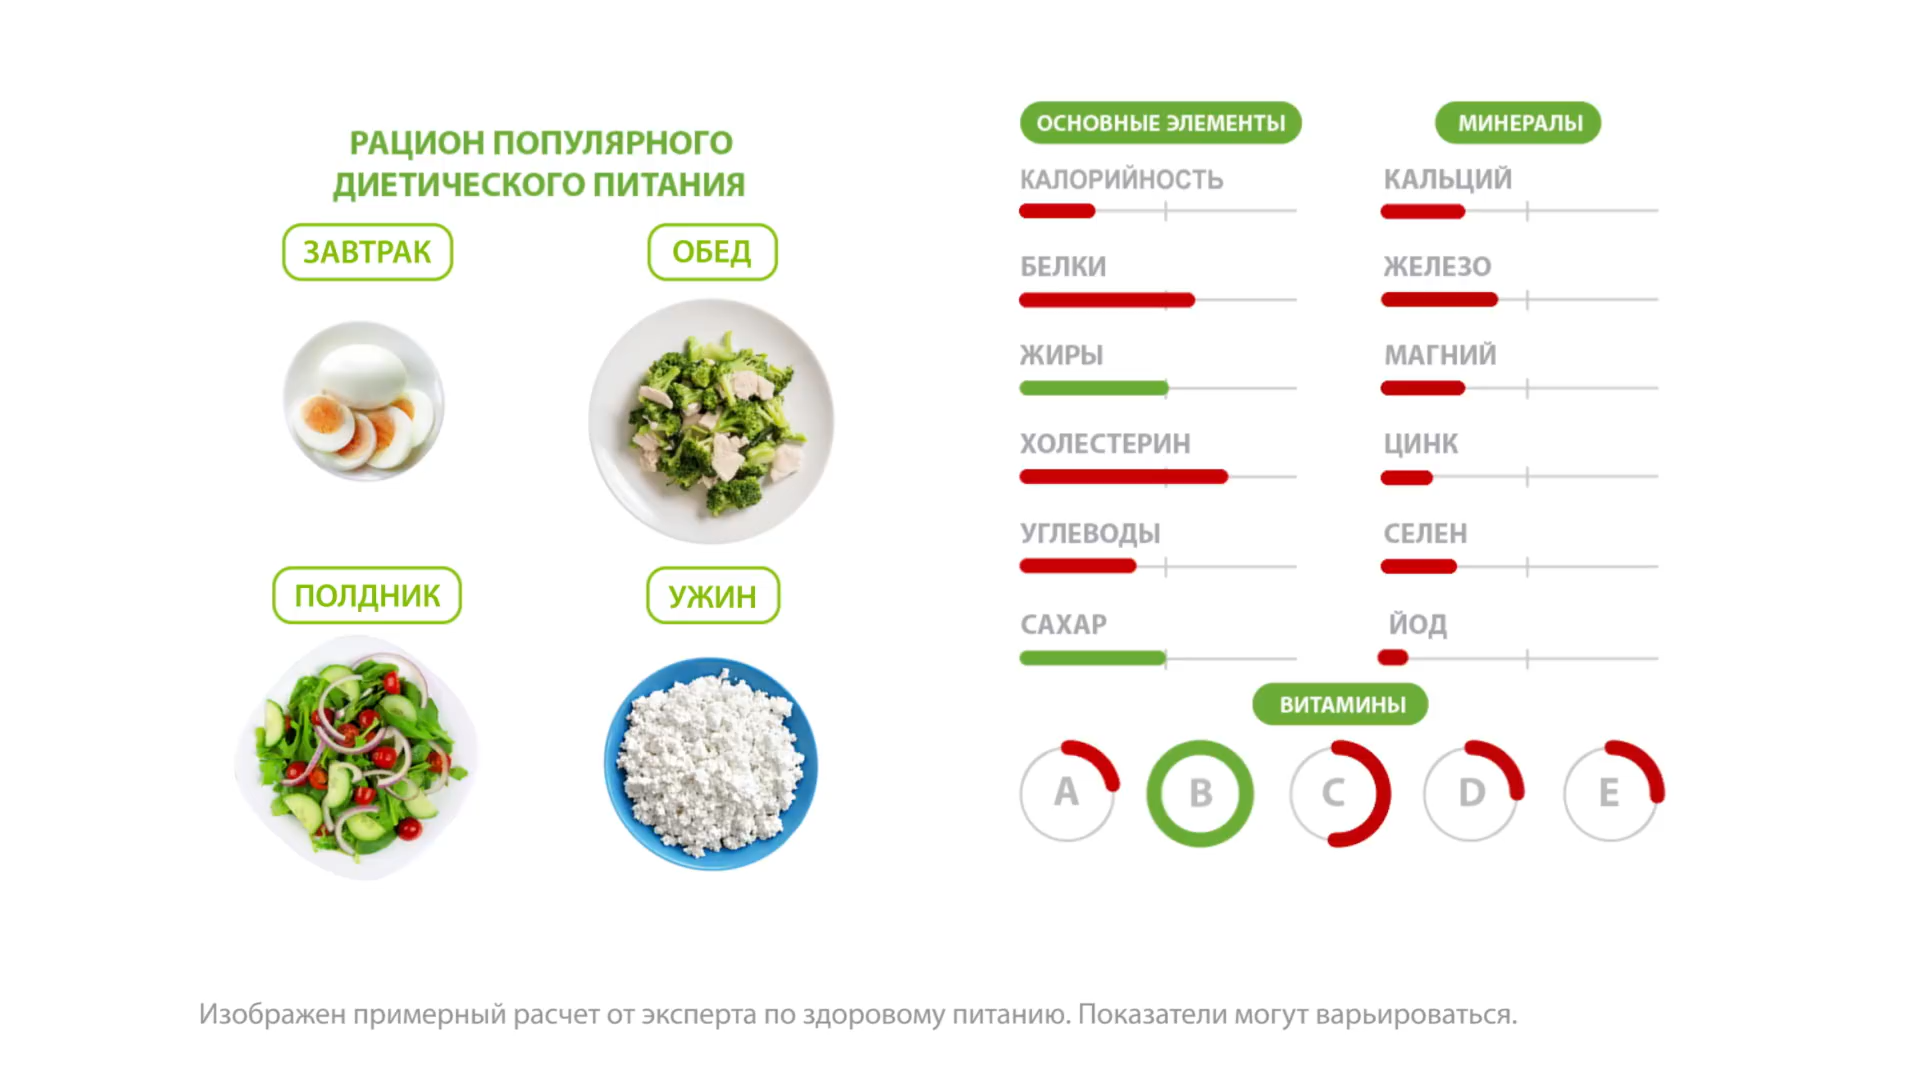 РАЦИОН ПОПУЛЯРНОГО
ДИЕТИЧЕСКОГО ПИТАНИЯ
ЗАВТРАК
ОБЕД
ПОЛДНИК
УЖИН
ОСНОВНЫЕ ЭЛЕМЕНТЫ
КАЛОРИЙНОСТЬ
БЕЛКИ
ЖИРЫ
ХОЛЕСТЕРИН
УГЛЕВОДЫ
САХАР
МИНЕРАЛЫ
КАЛЬЦИЙ
ЖЕЛЕЗО
МАГНИЙ
ЦИНК
СЕЛЕН
ЙОД
ВИТАМИНЫ
A B C D E
Изображен примерный расчет от эксперта по здоровому питанию. Показатели могут варьироваться.